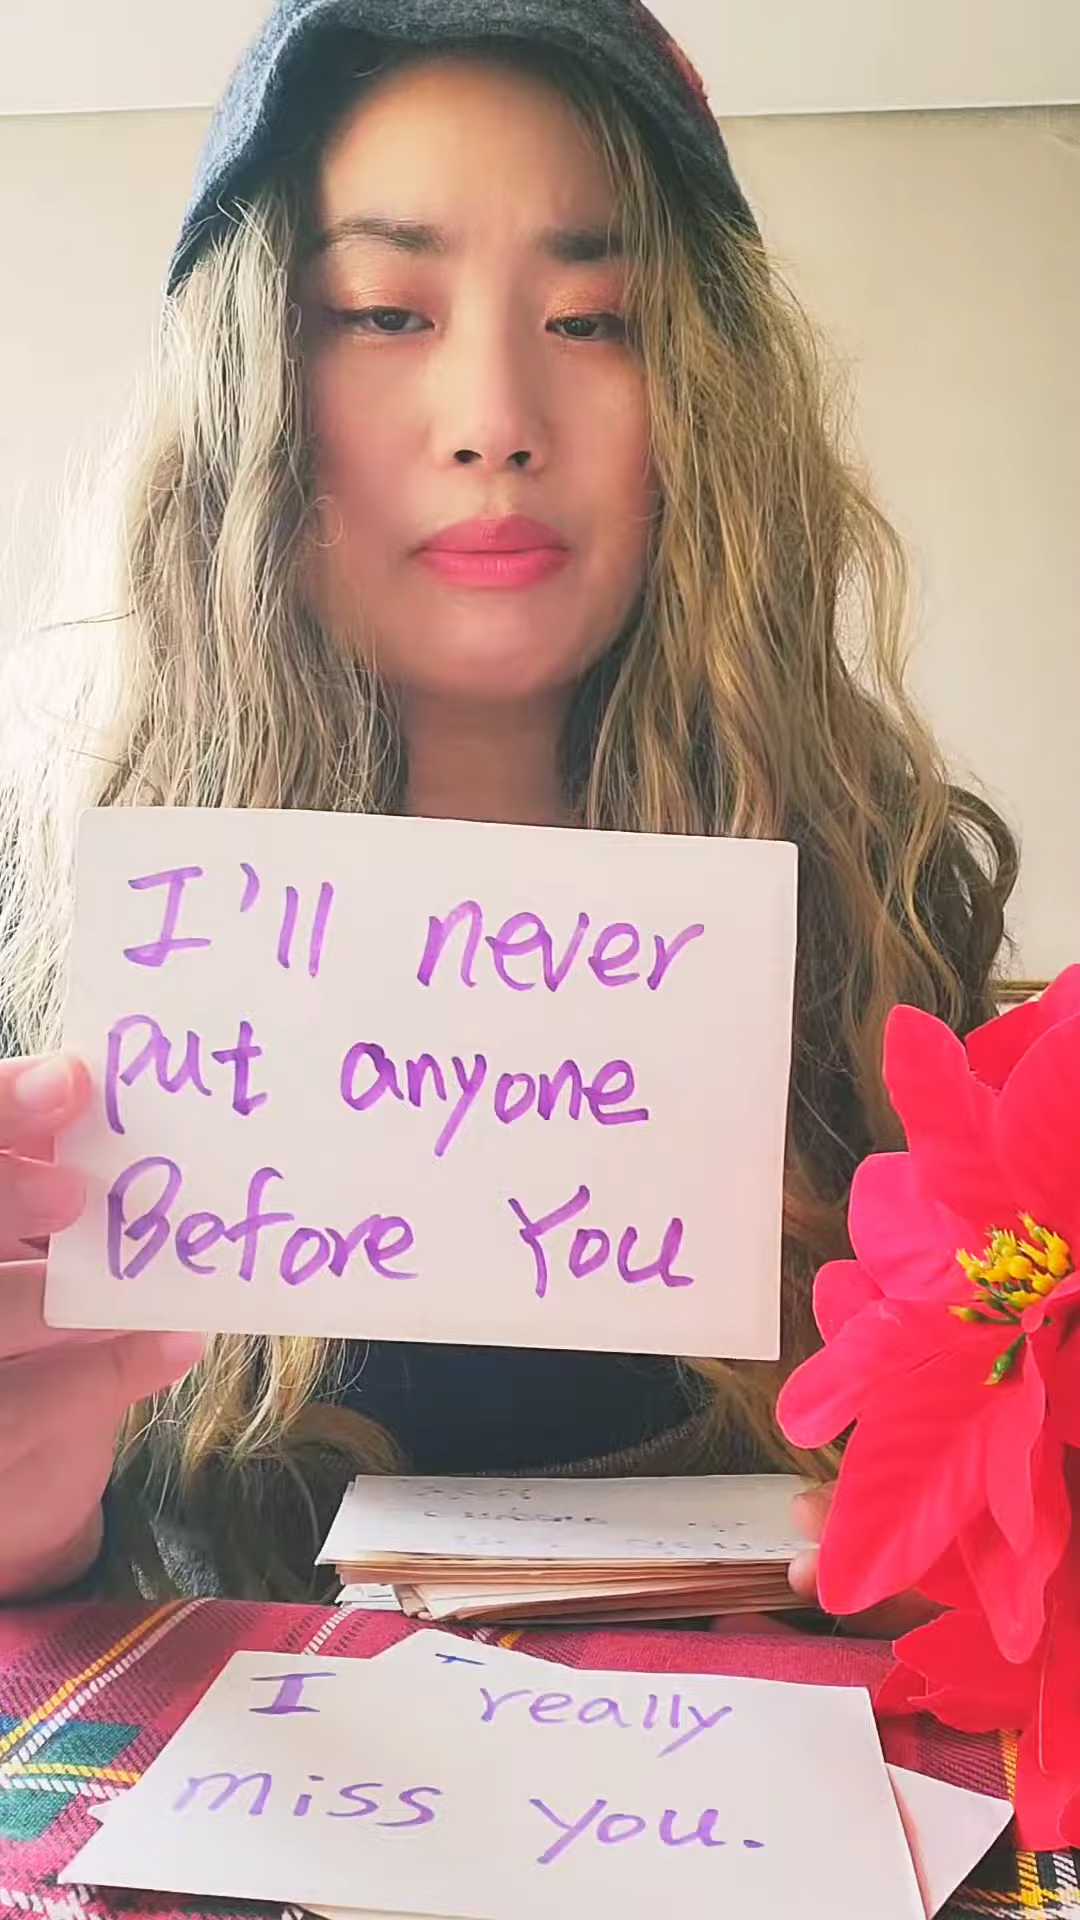 I'll never
put anyone
Before You
I really
miss you.